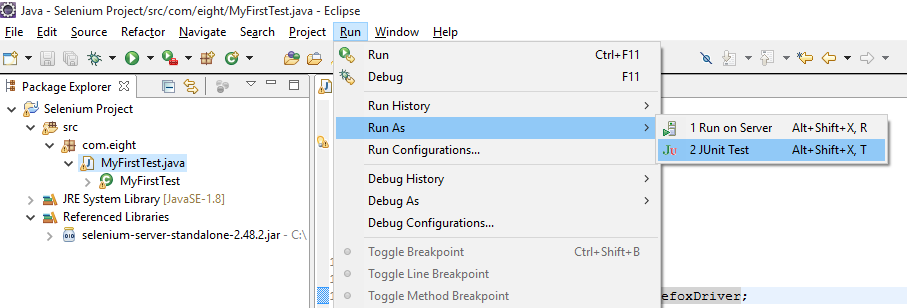 Java - Selenium Project/src/com/eight/MyFirstTest.java - Eclipse
File Edit Source Refactor Navigate Search Project Run Window Help
Package Explorer
Selenium Project
src
com.eight
MyFirstTest.java
MyFirstTest
JRE System Library [JavaSE-1.8]
Referenced Libraries
selenium-server-standalone-2.48.2.jar - C:\
Run Ctrl+F11
Debug F11
Run History
Run As
Run Configurations...
Debug History
Debug As
Debug Configurations...
Toggle Breakpoint Ctrl+Shift+B
Toggle Line Breakpoint
Toggle Method Breakpoint
1 Run on Server Alt+Shift+X, R
2 JUnit Test Alt+Shift+X, T
efoxDriver;